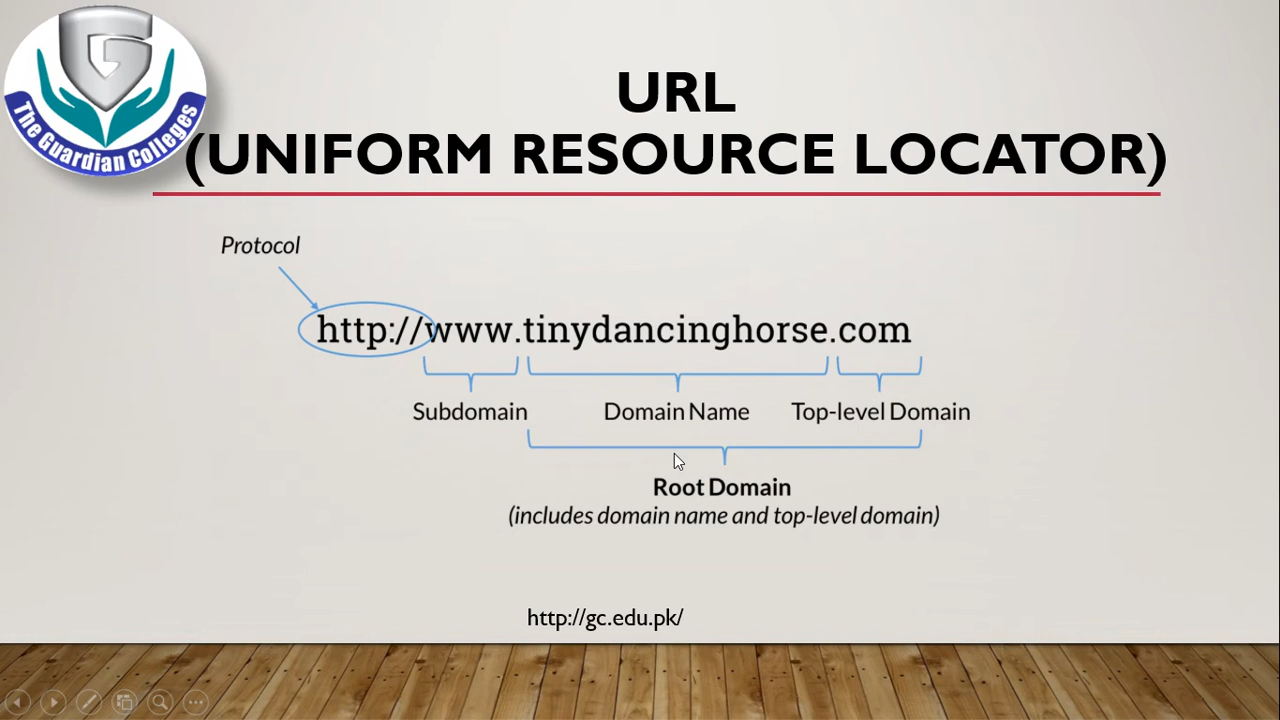 G
The Guardian Colleges
URL
(UNIFORM RESOURCE LOCATOR)
Protocol
http://www.tinydancinghorse.com
Subdomain Domain Name Top-level Domain
Root Domain
(includes domain name and top-level domain)
http://gc.edu.pk/